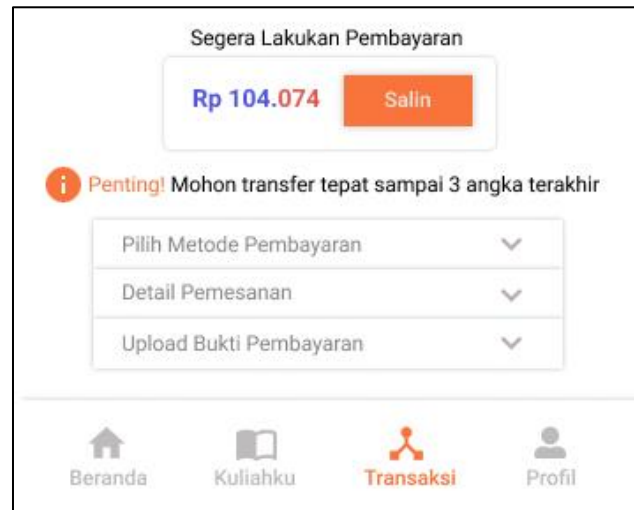 Segera Lakukan Pembayaran
Rp 104.074 Salin
Penting! Mohon transfer tepat sampai 3 angka terakhir
Pilih Metode Pembayaran
Detail Pemesanan
Upload Bukti Pembayaran
Beranda Kuliahku Transaksi Profil